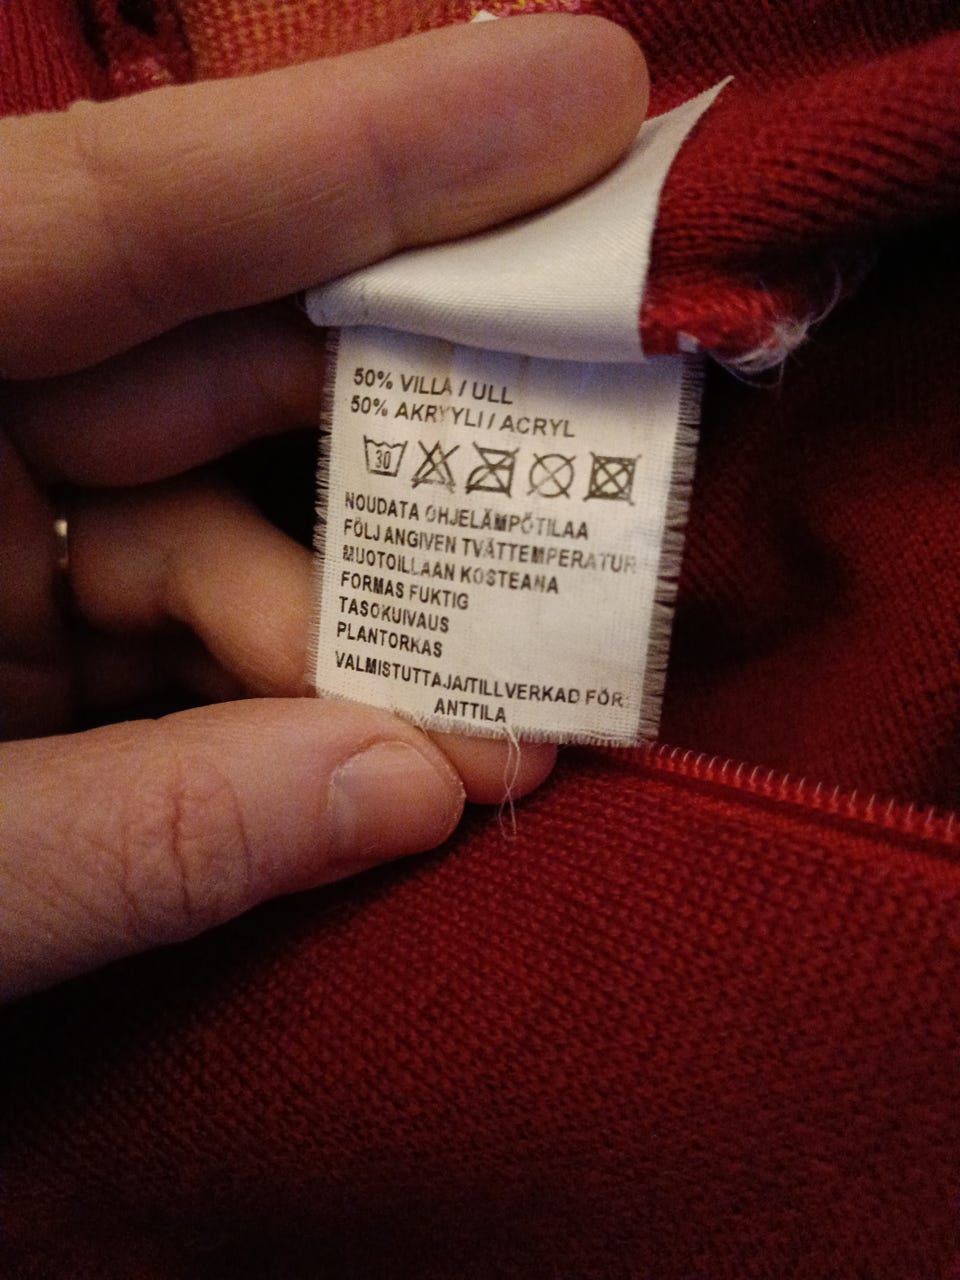 50% VILLA / ULL
50% AKRYYLI / ACRYL
30
NOUDATA OHJELÄMPÖTILAA
FÖLJ ANGIVEN TVÄTTEMPERATUR
MUOTOILLAAN KOSTEANA
FORMAS FUKTIG
TASOKUIVAUS
PLANTORKAS
VALMISTUTTAJA/TILLVERKAD FÖR:
ANTTILA